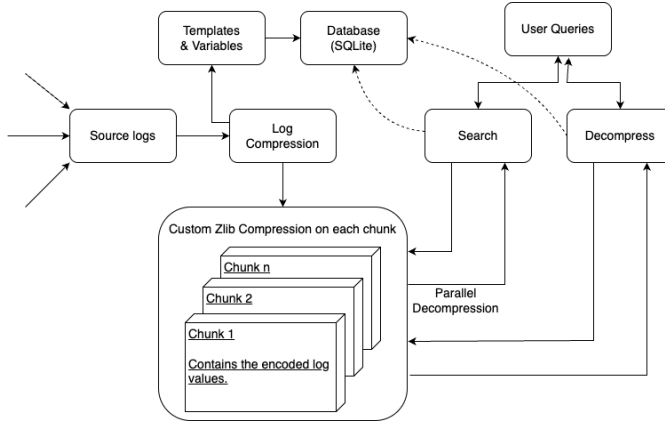 Templates
& Variables
Database
(SQLite)
User Queries
Source logs
Log
Compression
Search
Decompress
Custom Zlib Compression on each chunk
Chunk n
Chunk 2
Chunk 1
Contains the encoded log
values.
Parallel
Decompression